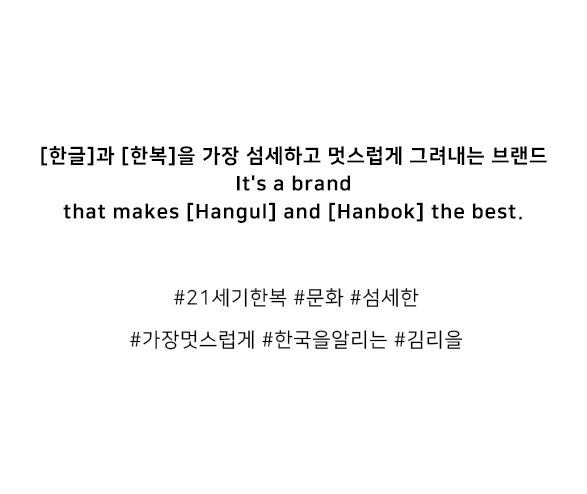 [한글]과 [한복]을 가장 섬세하고 멋스럽게 그려내는 브랜드
It's a brand
that makes [Hangul] and [Hanbok] the best.
#21세기한복 #문화 #섬세한
#가장멋스럽게 #한국을알리는 #김리을